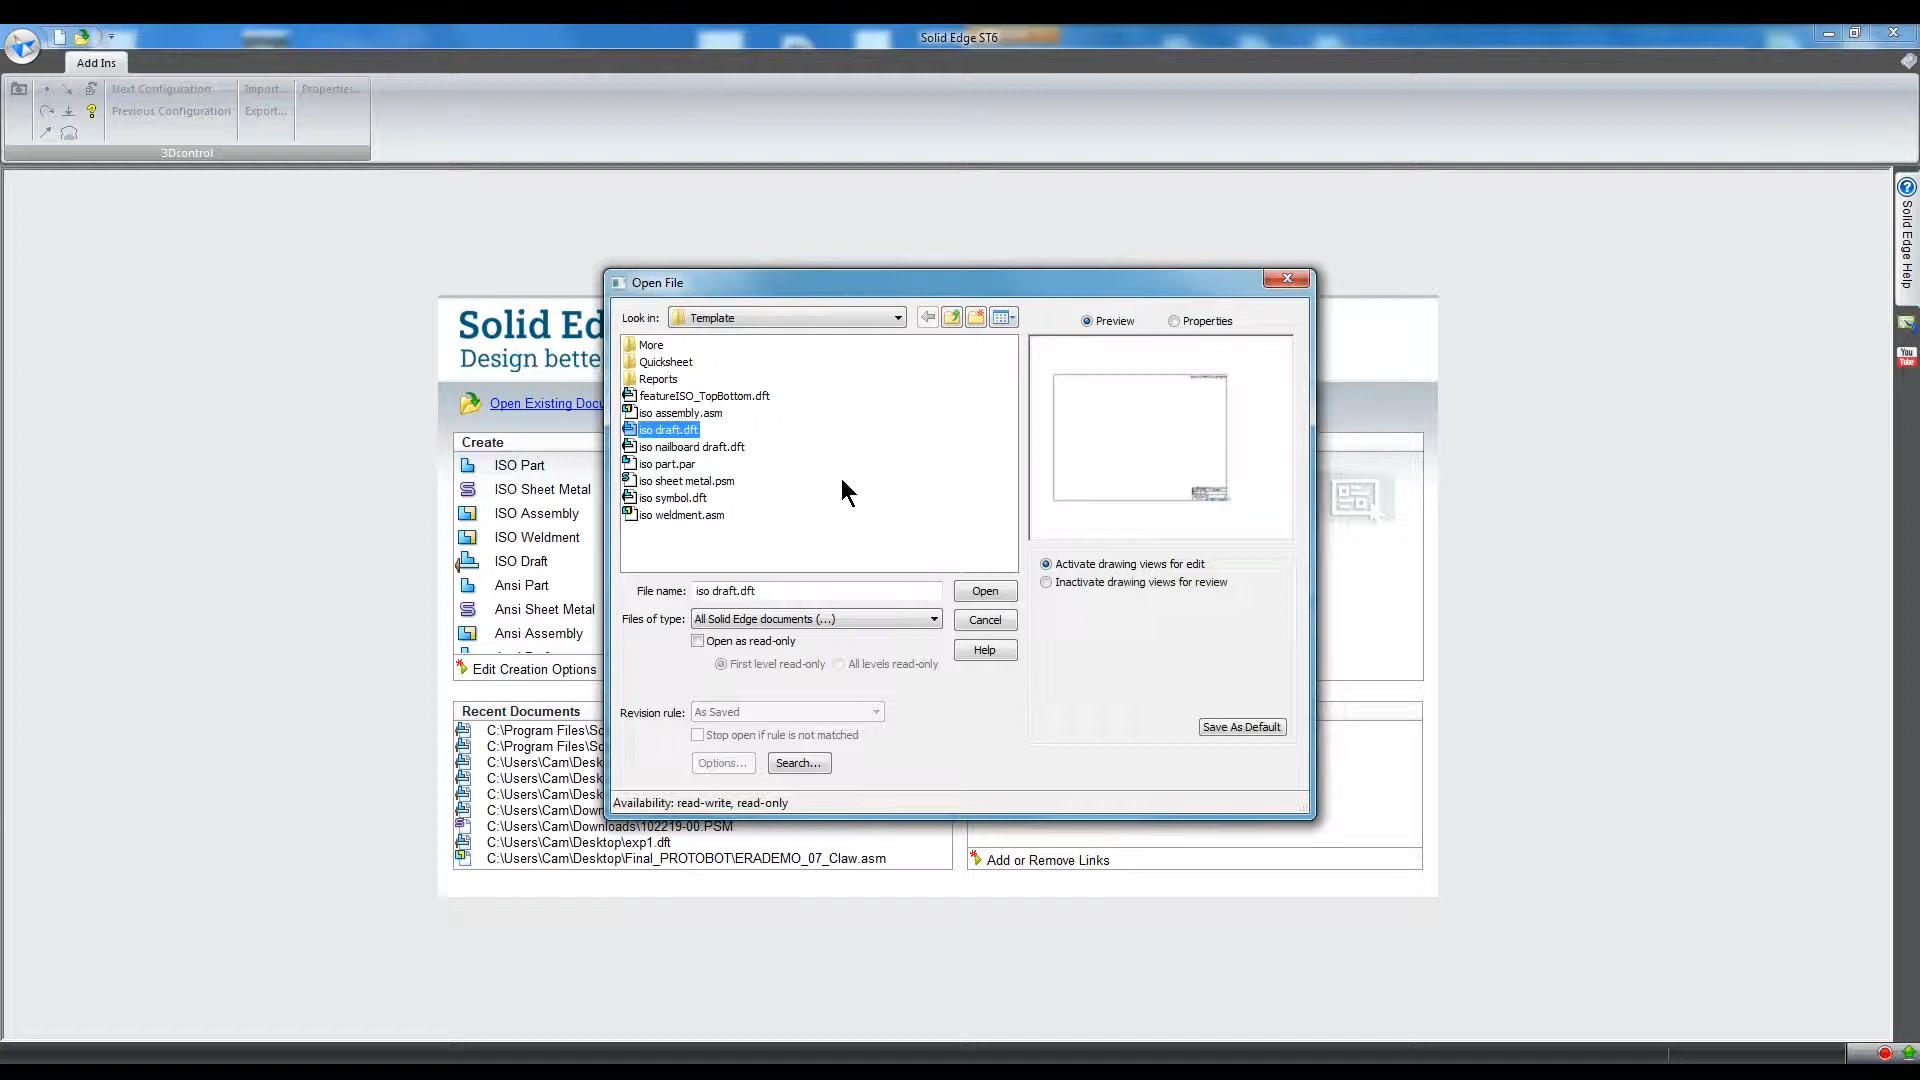 Solid Edge ST6
Add Ins
Next Configuration
Import...
Properties...
Previous Configuration
Export...
3Dcontrol
Solid Edge Help
You
Tube
Solid Ed
Design bette
Open Existing Docu
Create
ISO Part
ISO Sheet Metal
ISO Assembly
ISO Weldment
ISO Draft
Ansi Part
Ansi Sheet Metal
Ansi Assembly
Edit Creation Options
Recent Documents
C:\Program Files\So
C:\Program Files\So
C:\Users\Cam\Desk
C:\Users\Cam\Desk
C:\Users\Cam\Desk
C:\Users\Cam\Down
C:\Users\Cam\Downloads\102219-00.PSM
C:\Users\Cam\Desktop\exp1.dft
C:\Users\Cam\Desktop\Final_PROTOBOT\ERADEMO_07_Claw.asm
Add or Remove Links
Open File
Look in: Template
Preview
Properties
More
Quicksheet
Reports
featureISO_TopBottom.dft
iso assembly.asm
iso draft.dft
iso nailboard draft.dft
iso part.par
iso sheet metal.psm
iso symbol.dft
iso weldment.asm
Activate drawing views for edit
Inactivate drawing views for review
File name: iso draft.dft
Open
Files of type: All Solid Edge documents (...)
Cancel
Open as read-only
Help
First level read-only
All levels read-only
Revision rule: As Saved
Stop open if rule is not matched
Save As Default
Options...
Search...
Availability: read-write, read-only